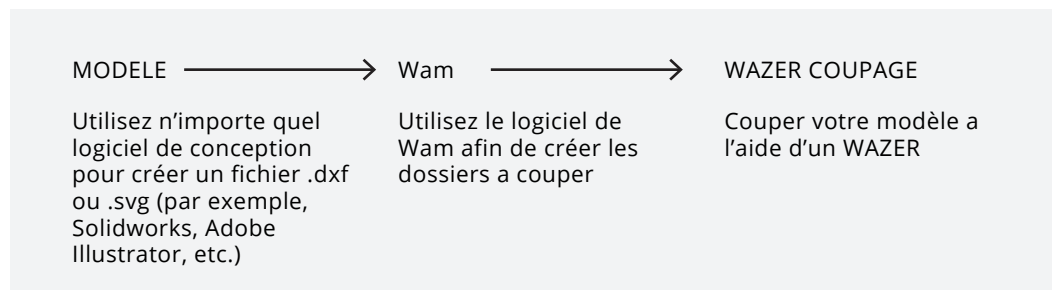 MODELE
Utilisez n’importe quel
logiciel de conception
pour créer un fichier .dxf
ou .svg (par exemple,
Solidworks, Adobe
Illustrator, etc.)
Wam
Utilisez le logiciel de
Wam afin de créer les
dossiers a couper
WAZER COUPAGE
Couper votre modèle a
l’aide d’un WAZER